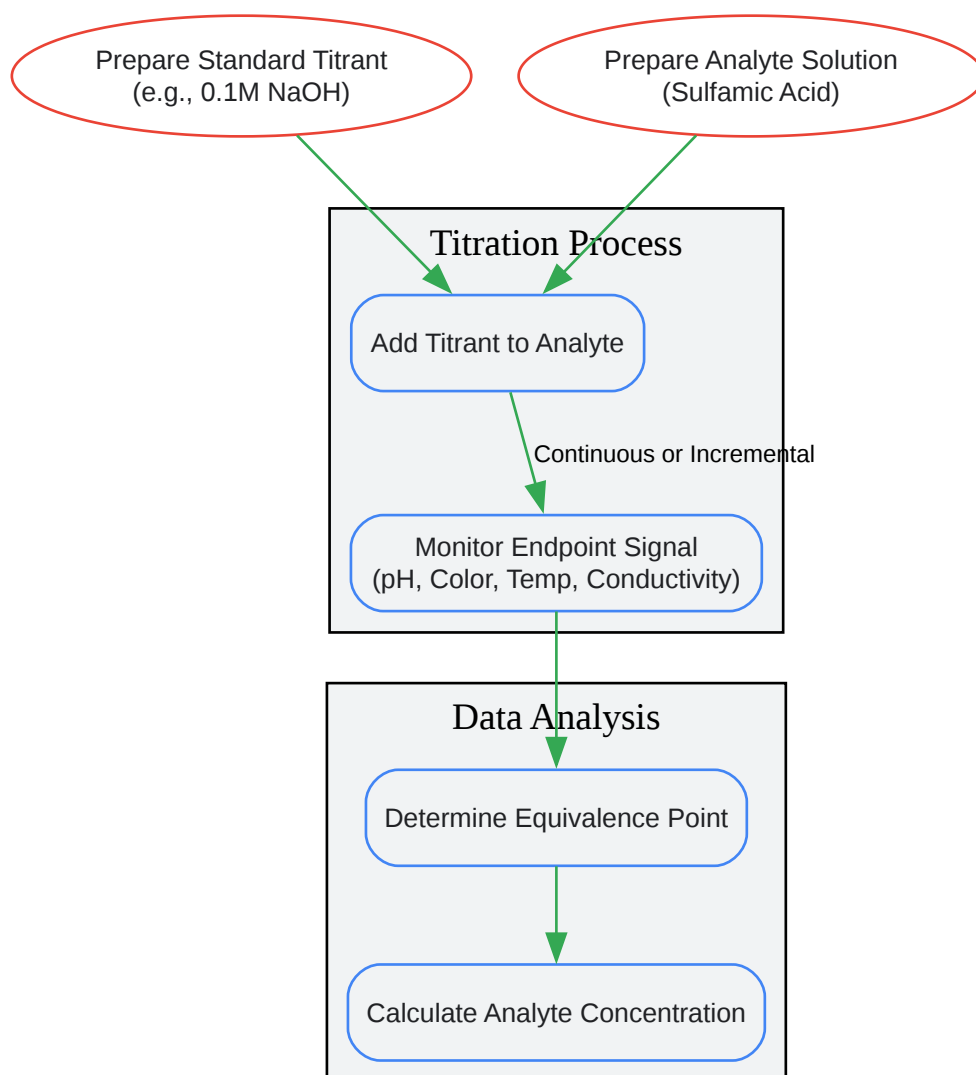 Prepare Standard Titrant
(e.g., 0.1M NaOH)
Prepare Analyte Solution
(Sulfamic Acid)
Titration Process
Add Titrant to Analyte
Continuous or Incremental
Monitor Endpoint Signal
(pH, Color, Temp, Conductivity)
Data Analysis
Determine Equivalence Point
Calculate Analyte Concentration